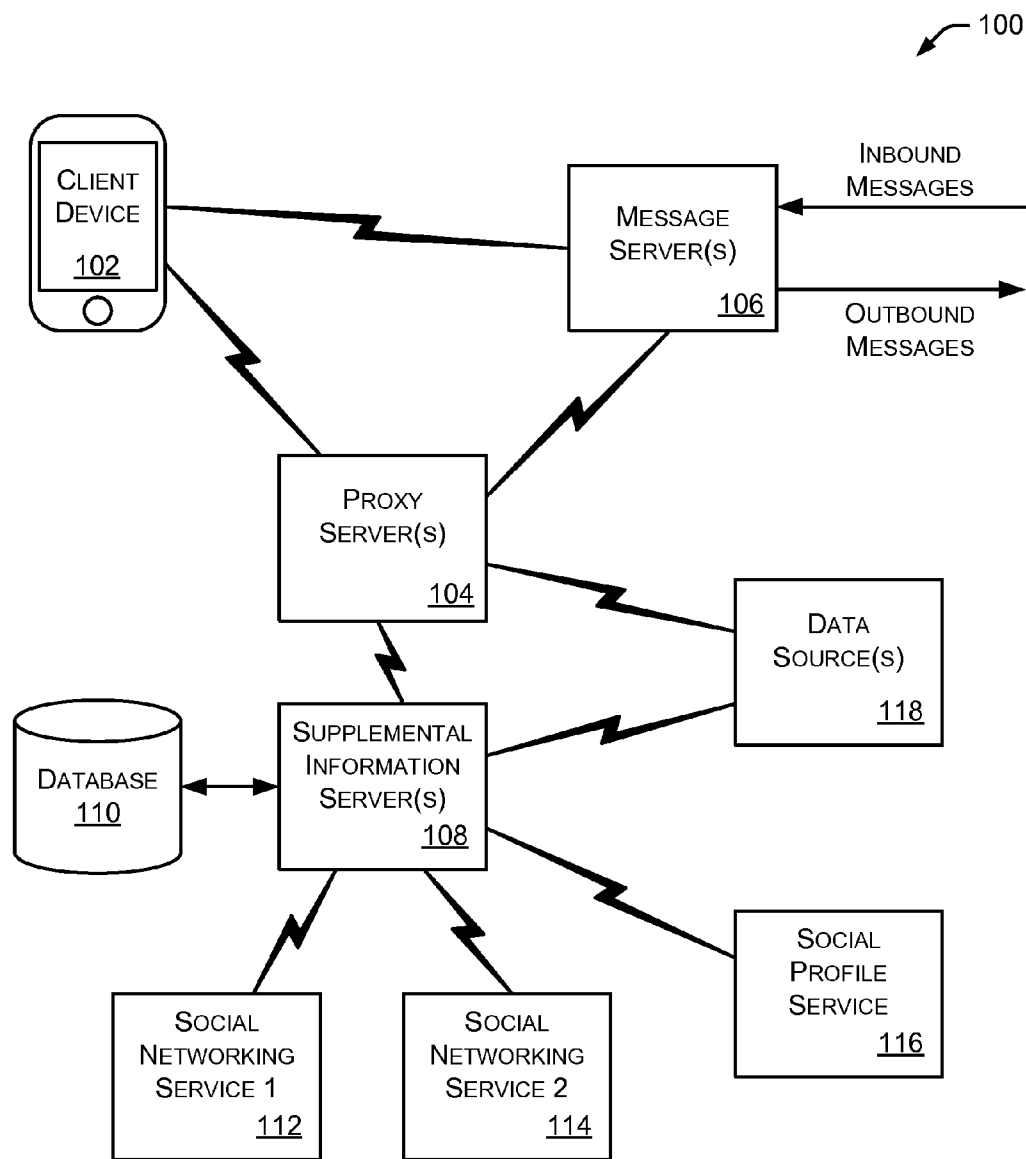 100
CLIENT
DEVICE
102
MESSAGE
SERVER(S)
106
INBOUND
MESSAGES
OUTBOUND
MESSAGES
PROXY
SERVER(S)
104
DATA
SOURCE(S)
118
DATABASE
110
SUPPLEMENTAL
INFORMATION
SERVER(S)
108
SOCIAL
PROFILE
SERVICE
116
SOCIAL
NETWORKING
SERVICE 1
112
SOCIAL
NETWORKING
SERVICE 2
114